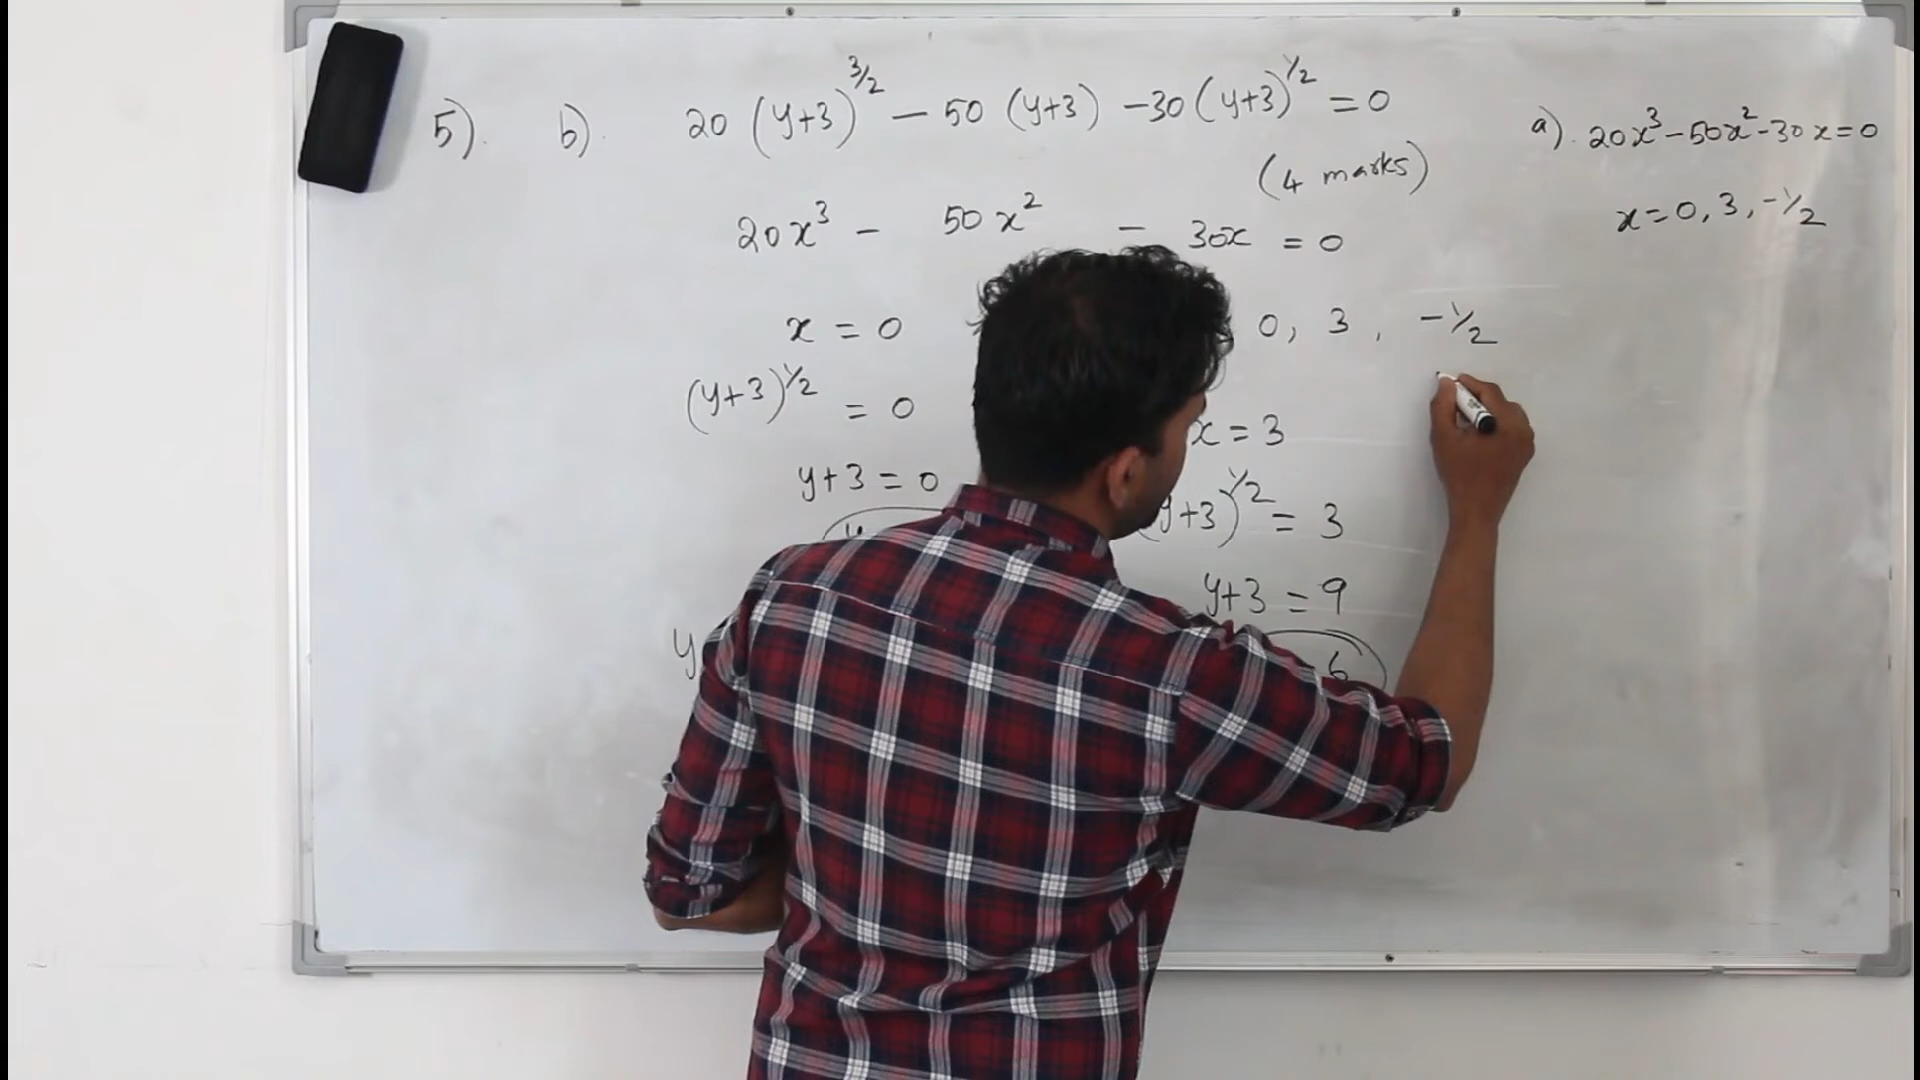 5). b). 20 (y+3)^3/2 − 50 (y+3) −30 (y+3)^1/2 = 0
(4 marks)
a). 20x³−50x²−30x=0
x=0, 3, -1/2
20x³ − 50x² − 30x = 0
x = 0
0, 3, -1/2
(y+3)^1/2 = 0
x = 3
y+3 = 0
(y+3)^1/2 = 3
y+3 = 9
6
y